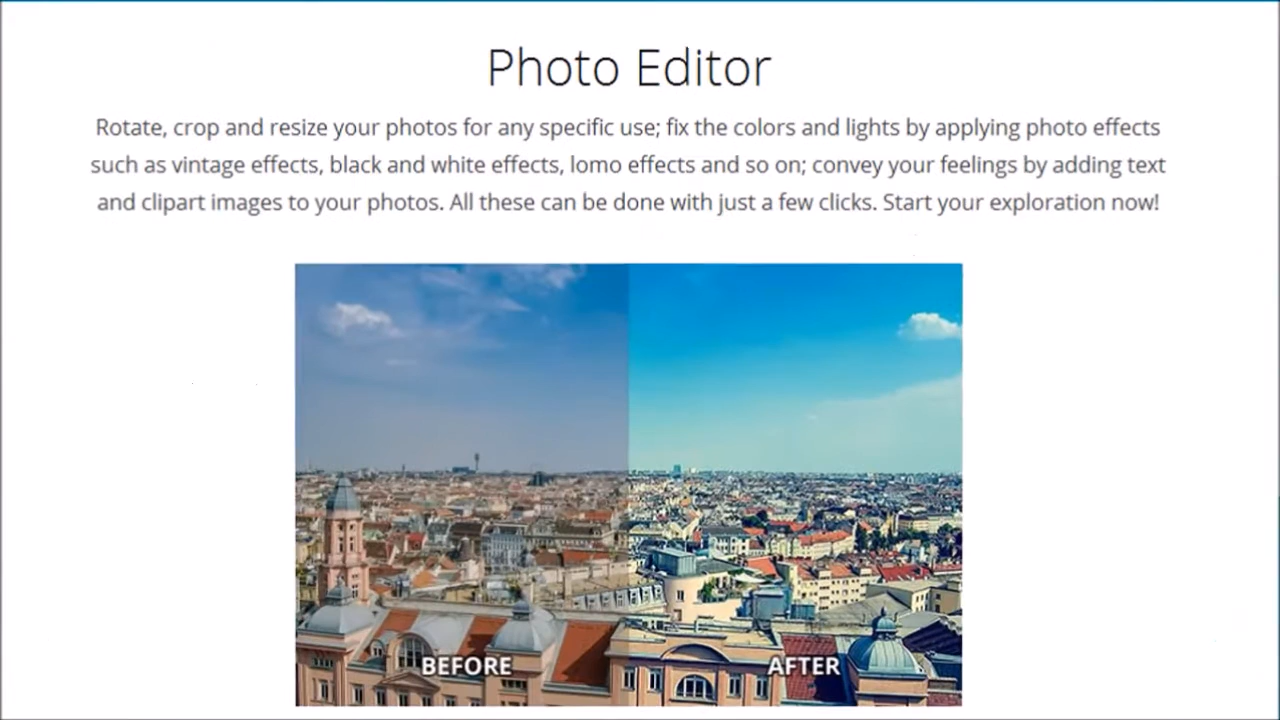 Photo Editor
Rotate, crop and resize your photos for any specific use; fix the colors and lights by applying photo effects
such as vintage effects, black and white effects, lomo effects and so on; convey your feelings by adding text
and clipart images to your photos. All these can be done with just a few clicks. Start your exploration now!
BEFORE
AFTER